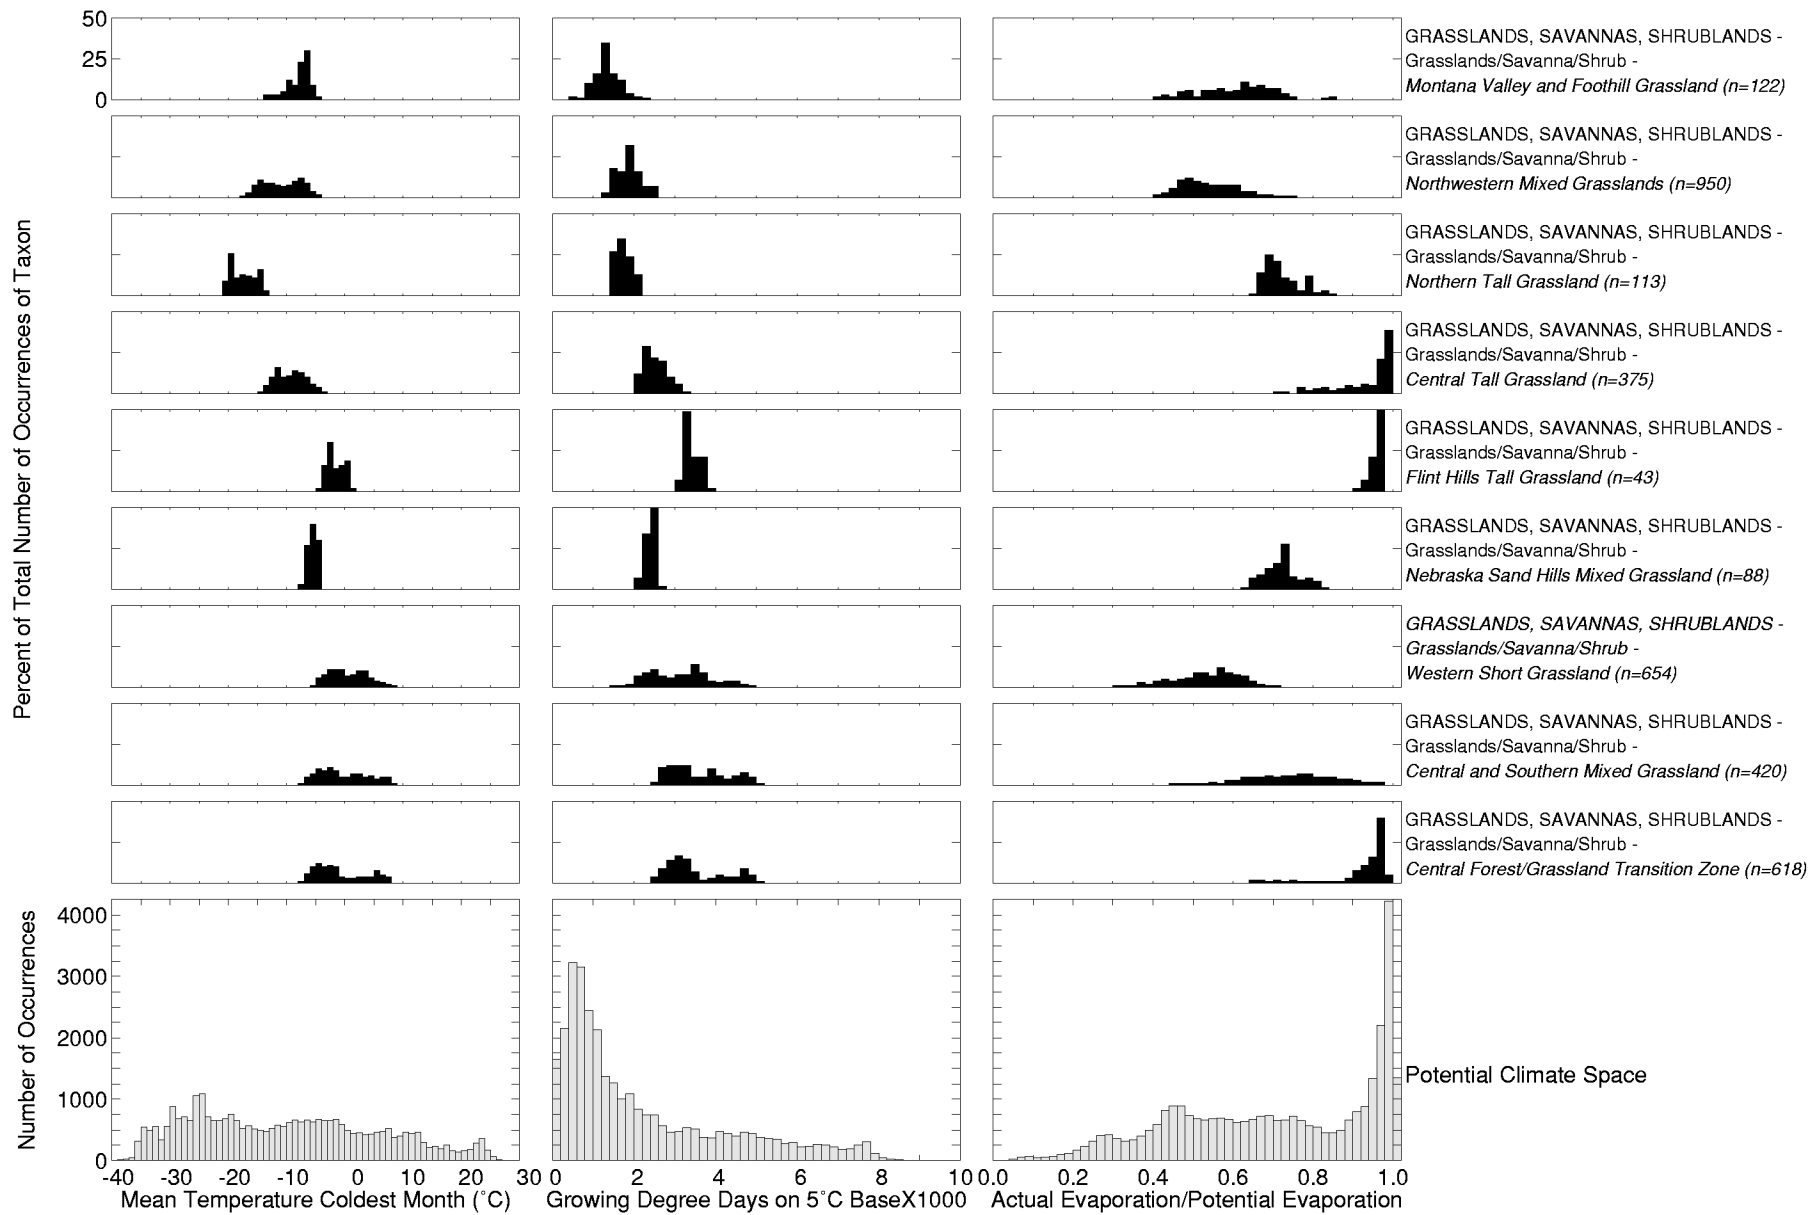 50
25
0
GRASSLANDS, SAVANNAS, SHRUBLANDS -
Grasslands/Savanna/Shrub -
Montana Valley and Foothill Grassland (n=122)
GRASSLANDS, SAVANNAS, SHRUBLANDS -
Grasslands/Savanna/Shrub -
Northwestern Mixed Grasslands (n=950)
GRASSLANDS, SAVANNAS, SHRUBLANDS -
Grasslands/Savanna/Shrub -
Northern Tall Grassland (n=113)
GRASSLANDS, SAVANNAS, SHRUBLANDS -
Grasslands/Savanna/Shrub -
Central Tall Grassland (n=375)
GRASSLANDS, SAVANNAS, SHRUBLANDS -
Grasslands/Savanna/Shrub -
Flint Hills Tall Grassland (n=43)
GRASSLANDS, SAVANNAS, SHRUBLANDS -
Grasslands/Savanna/Shrub -
Nebraska Sand Hills Mixed Grassland (n=88)
GRASSLANDS, SAVANNAS, SHRUBLANDS -
Grasslands/Savanna/Shrub -
Western Short Grassland (n=654)
GRASSLANDS, SAVANNAS, SHRUBLANDS -
Grasslands/Savanna/Shrub -
Central and Southern Mixed Grassland (n=420)
GRASSLANDS, SAVANNAS, SHRUBLANDS -
Grasslands/Savanna/Shrub -
Central Forest/Grassland Transition Zone (n=618)
Percent of Total Number of Occurrences of Taxon
Number of Occurrences
4000
3000
2000
1000
0
Potential Climate Space
-40 -30 -20 -10 0 10 20 30
Mean Temperature Coldest Month (˚C)
0 2 4 6 8 10
Growing Degree Days on 5˚C BaseX1000
0.0 0.2 0.4 0.6 0.8 1.0
Actual Evaporation/Potential Evaporation